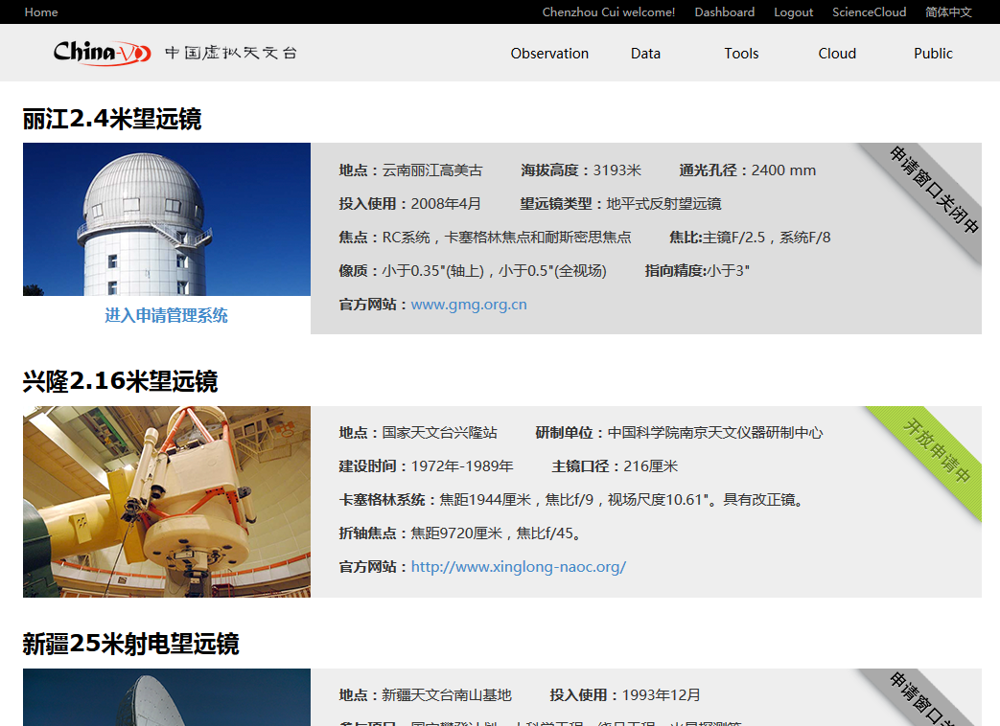 Home Chenzhou Cui welcome! Dashboard Logout ScienceCloud 简体中文
China-VO 中国虚拟天文台 Observation Data Tools Cloud Public
丽江2.4米望远镜
地点：云南丽江高美古 海拔高度：3193米 通光孔径：2400 mm
申请窗口关闭中
投入使用：2008年4月 望远镜类型：地平式反射望远镜
焦点：RC系统，卡塞格林焦点和耐斯密思焦点 焦比:主镜F/2.5，系统F/8
像质：小于0.35"(轴上)，小于0.5"(全视场) 指向精度:小于3"
官方网站：www.gmg.org.cn
进入申请管理系统
兴隆2.16米望远镜
地点：国家天文台兴隆站 研制单位：中国科学院南京天文仪器研制中心
开放申请中
建设时间：1972年-1989年 主镜口径：216厘米
卡塞格林系统：焦距1944厘米，焦比f/9，视场尺度10.61"。具有改正镜。
折轴焦点：焦距9720厘米，焦比f/45。
官方网站：http://www.xinglong-naoc.org/
新疆25米射电望远镜
地点：新疆天文台南山基地 投入使用：1993年12月
申请窗口关